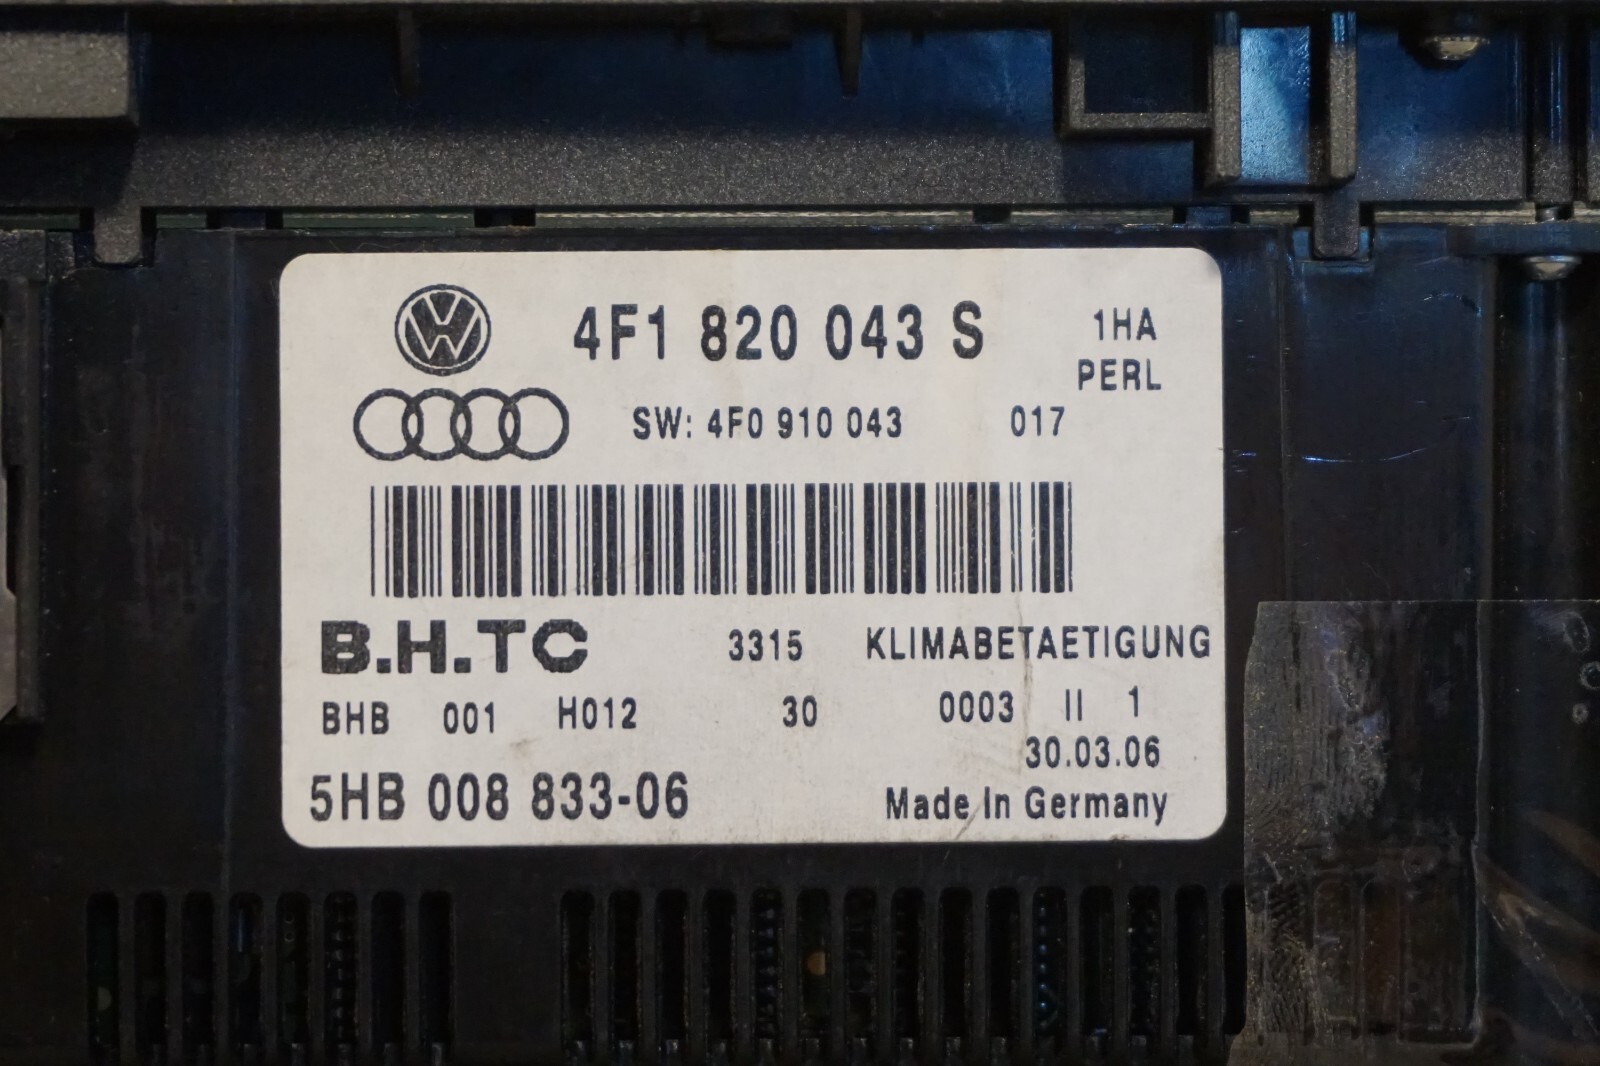 4F1 820 043 S
1HA
PERL
SW: 4F0 910 043 017
B.H.TC 3315 KLIMABETAETIGUNG
BHB 001 H012 30 0003 II 1
30.03.06
5HB 008 833-06 Made In Germany